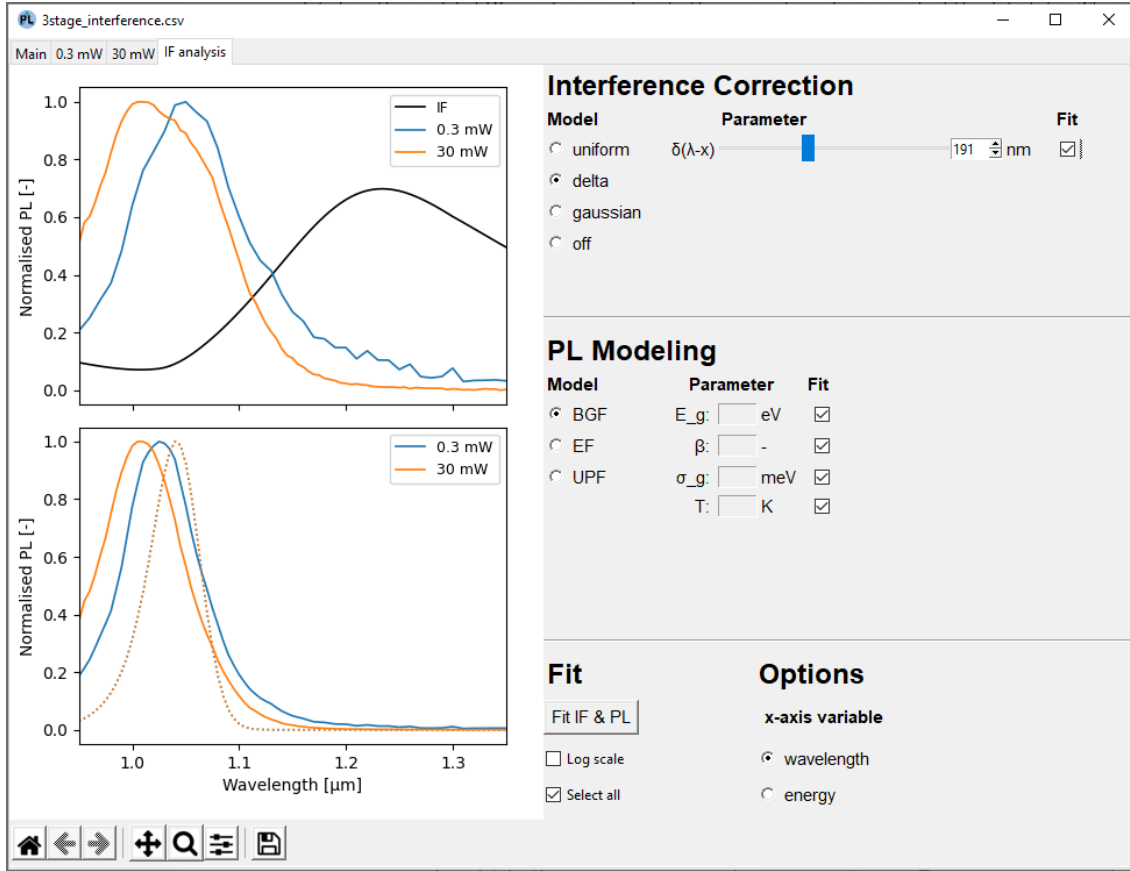 PL 3stage_interference.csv
Main 0.3 mW 30 mW IF analysis
1.0
0.8
0.6
0.4
0.2
0.0
Normalised PL [-]
IF
0.3 mW
30 mW
1.0
0.8
0.6
0.4
0.2
0.0
Normalised PL [-]
0.3 mW
30 mW
1.0 1.1 1.2 1.3
Wavelength [µm]
Interference Correction
Model Parameter Fit
uniform δ(λ-x) 191 nm
delta
gaussian
off
PL Modeling
Model Parameter Fit
BGF E_g: eV
EF β: -
UPF σ_g: meV
T: K
Fit Options
Fit IF & PL x-axis variable
Log scale wavelength
Select all energy